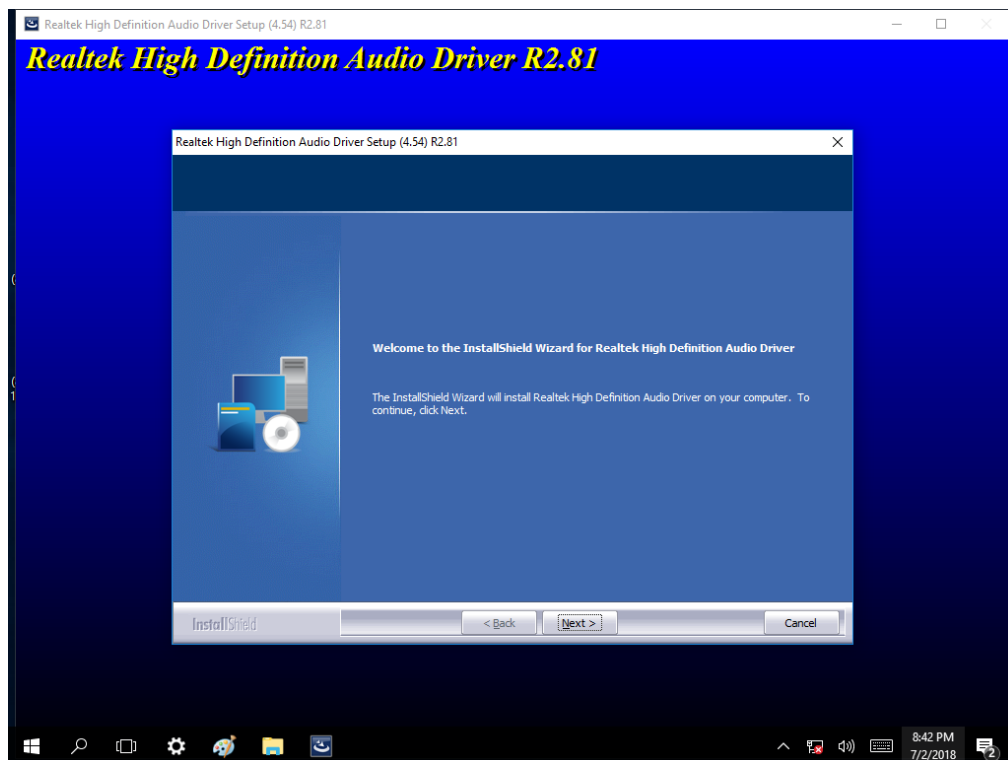 Realtek High Definition Audio Driver Setup (4.54) R2.81
Realtek High Definition Audio Driver R2.81
Realtek High Definition Audio Driver Setup (4.54) R2.81
Welcome to the InstallShield Wizard for Realtek High Definition Audio Driver
The InstallShield Wizard will install Realtek High Definition Audio Driver on your computer. To
continue, click Next.
InstallShield
< Back
Next >
Cancel
8:42 PM
7/2/2018
2